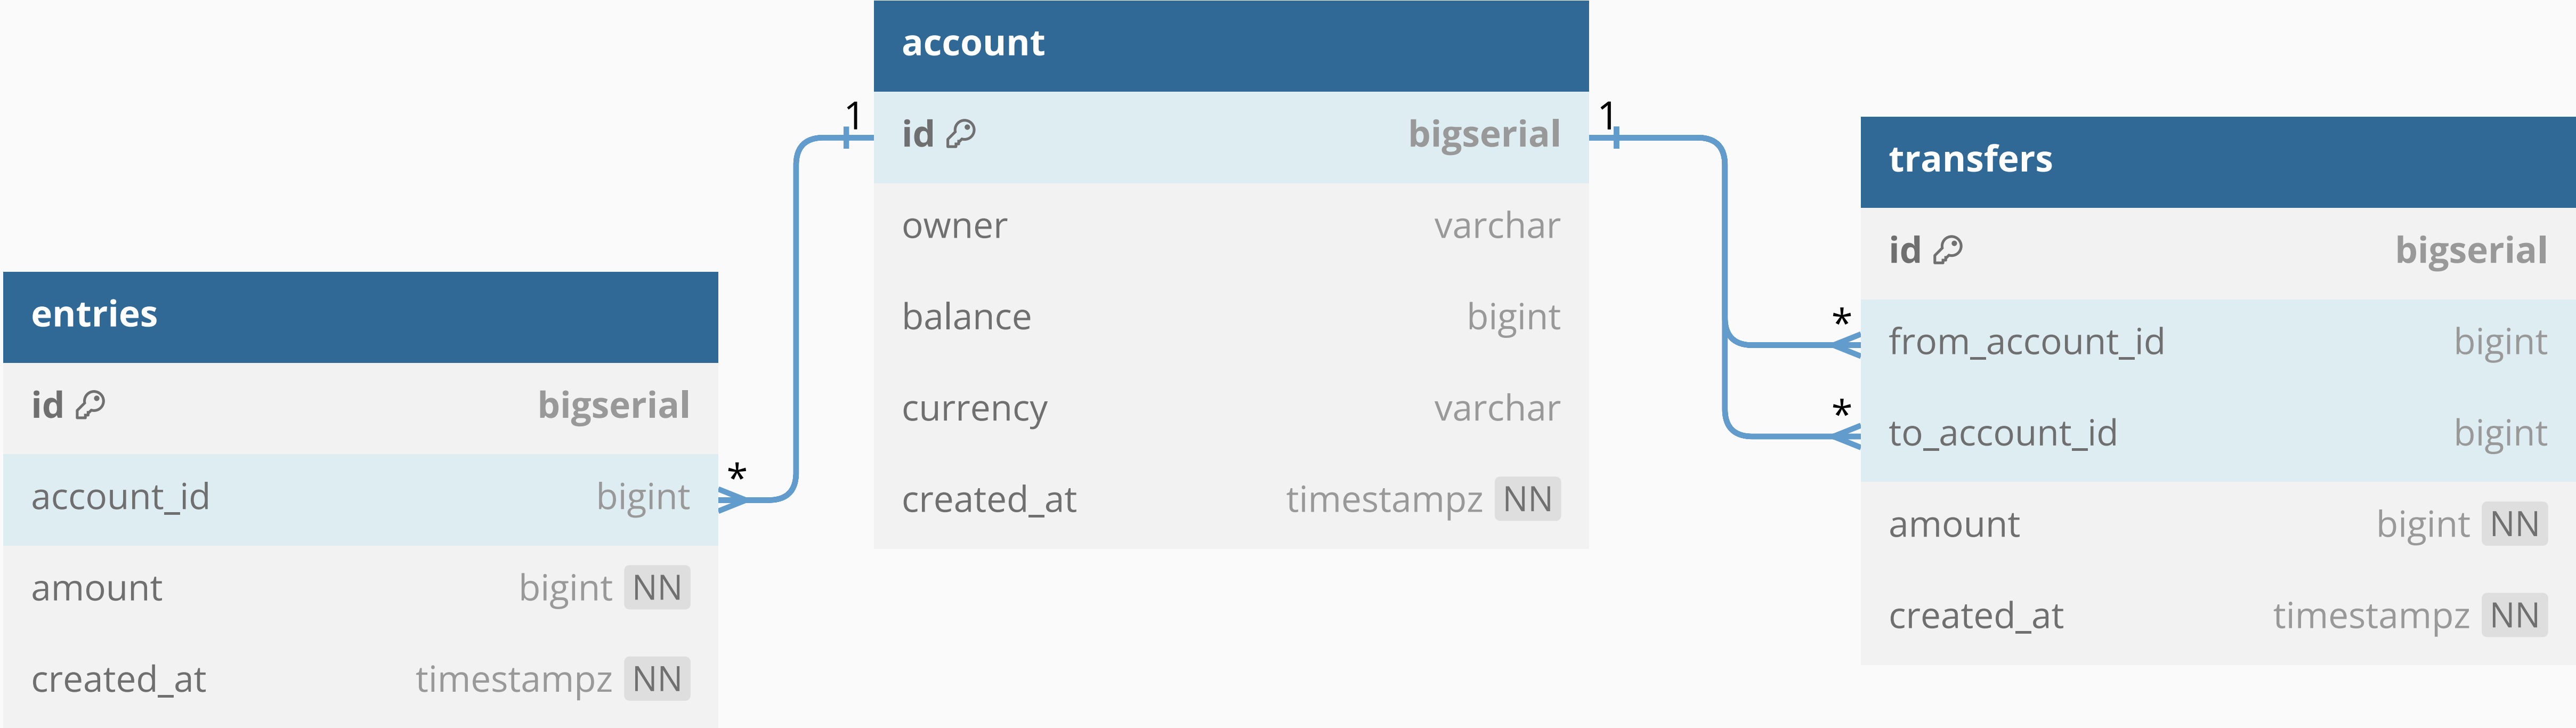 account
1
id bigserial
1
owner varchar
balance bigint
currency varchar
created_at timestampz NN
entries
id bigserial
*
account_id bigint
amount bigint NN
created_at timestampz NN
transfers
id bigserial
*
from_account_id bigint
*
to_account_id bigint
amount bigint NN
created_at timestampz NN